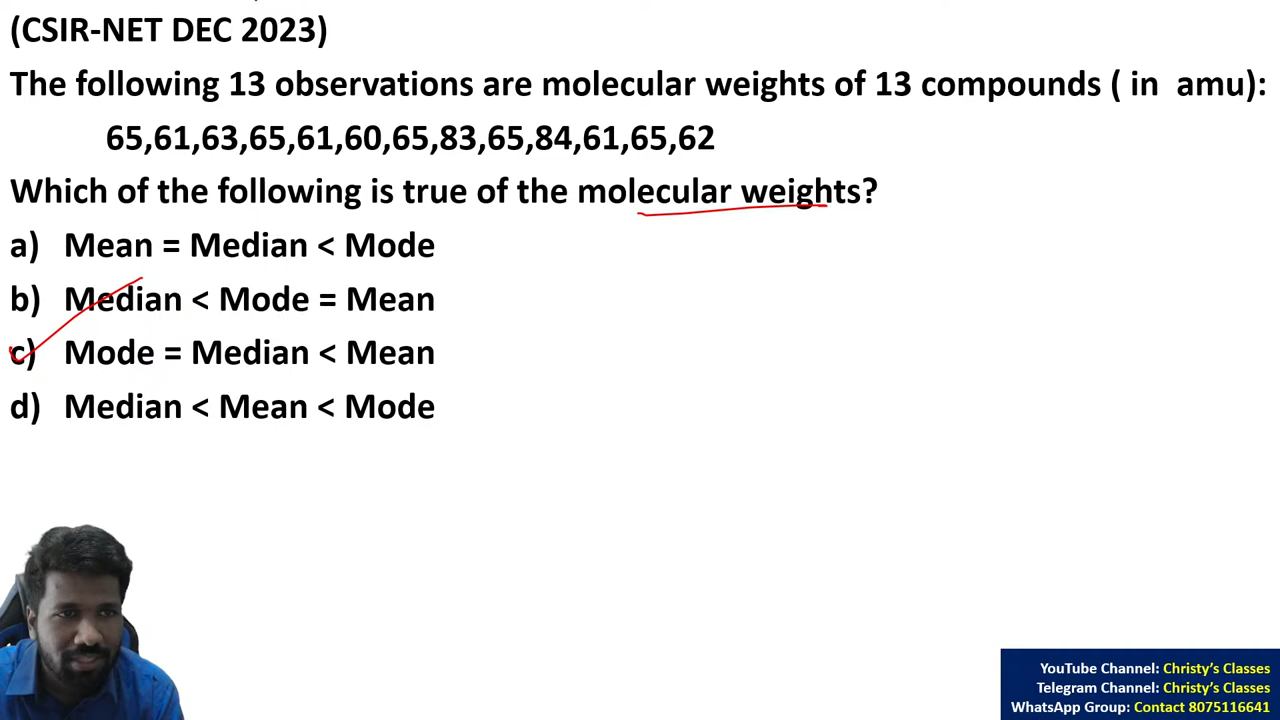 (CSIR-NET DEC 2023)
The following 13 observations are molecular weights of 13 compounds ( in amu):
65,61,63,65,61,60,65,83,65,84,61,65,62
Which of the following is true of the molecular weights?
a) Mean = Median < Mode
b) Median < Mode = Mean
c) Mode = Median < Mean
d) Median < Mean < Mode
YouTube Channel: Christy's Classes
Telegram Channel: Christy's Classes
WhatsApp Group: Contact 8075116641